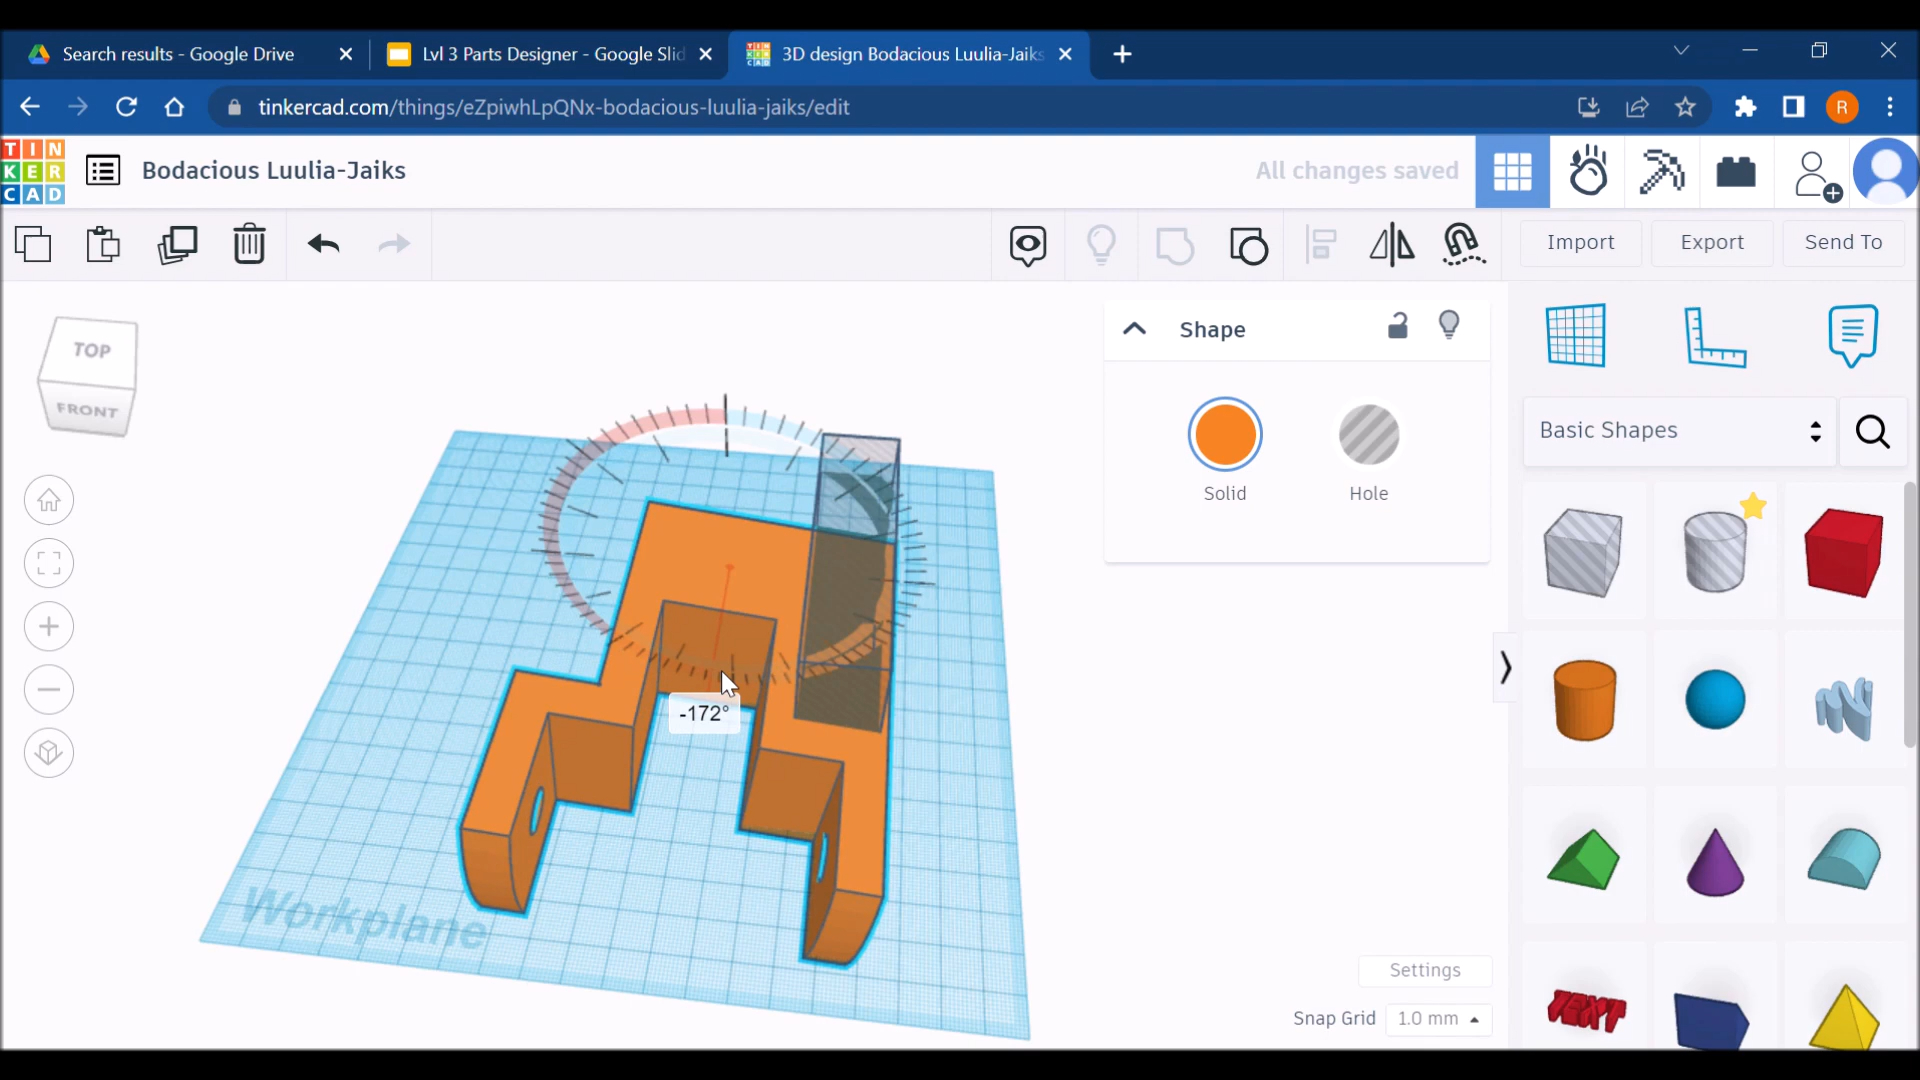 Search results - Google Drive
Lvl 3 Parts Designer - Google Slid
3D design Bodacious Luulia-Jaiks
tinkercad.com/things/eZpiwhLpQNx-bodacious-luulia-jaiks/edit
R
TIN
KER
CAD
Bodacious Luulia-Jaiks
All changes saved
Import
Export
Send To
TOP
FRONT
Shape
Solid
Hole
Basic Shapes
-172°
Workplane
TEXT
Settings
Snap Grid
1.0 mm